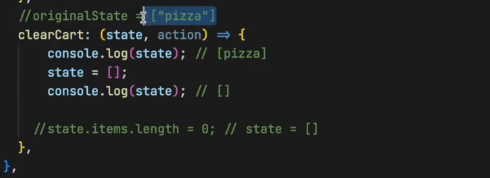 //originalState = ["pizza"]
clearCart: (state, action) => {
console.log(state); // [pizza]
state = [];
console.log(state); // []
//state.items.length = 0; // state = []
},
},